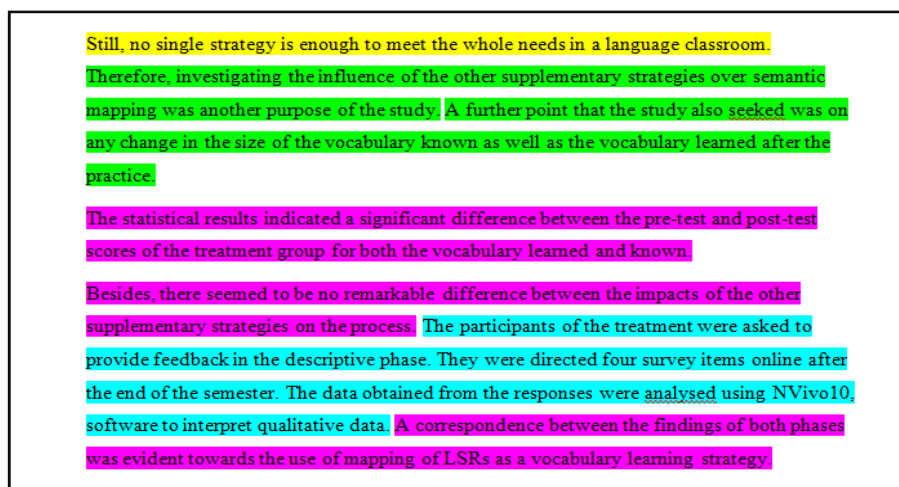 Still, no single strategy is enough to meet the whole needs in a language classroom.
Therefore, investigating the influence of the other supplementary strategies over semantic
mapping was another purpose of the study. A further point that the study also seeked was on
any change in the size of the vocabulary known as well as the vocabulary learned after the
practice.
The statistical results indicated a significant difference between the pre-test and post-test
scores of the treatment group for both the vocabulary learned and known.
Besides, there seemed to be no remarkable difference between the impacts of the other
supplementary strategies on the process. The participants of the treatment were asked to
provide feedback in the descriptive phase. They were directed four survey items online after
the end of the semester. The data obtained from the responses were analysed using NVivo10,
software to interpret qualitative data. A correspondence between the findings of both phases
was evident towards the use of mapping of LSRs as a vocabulary learning strategy.